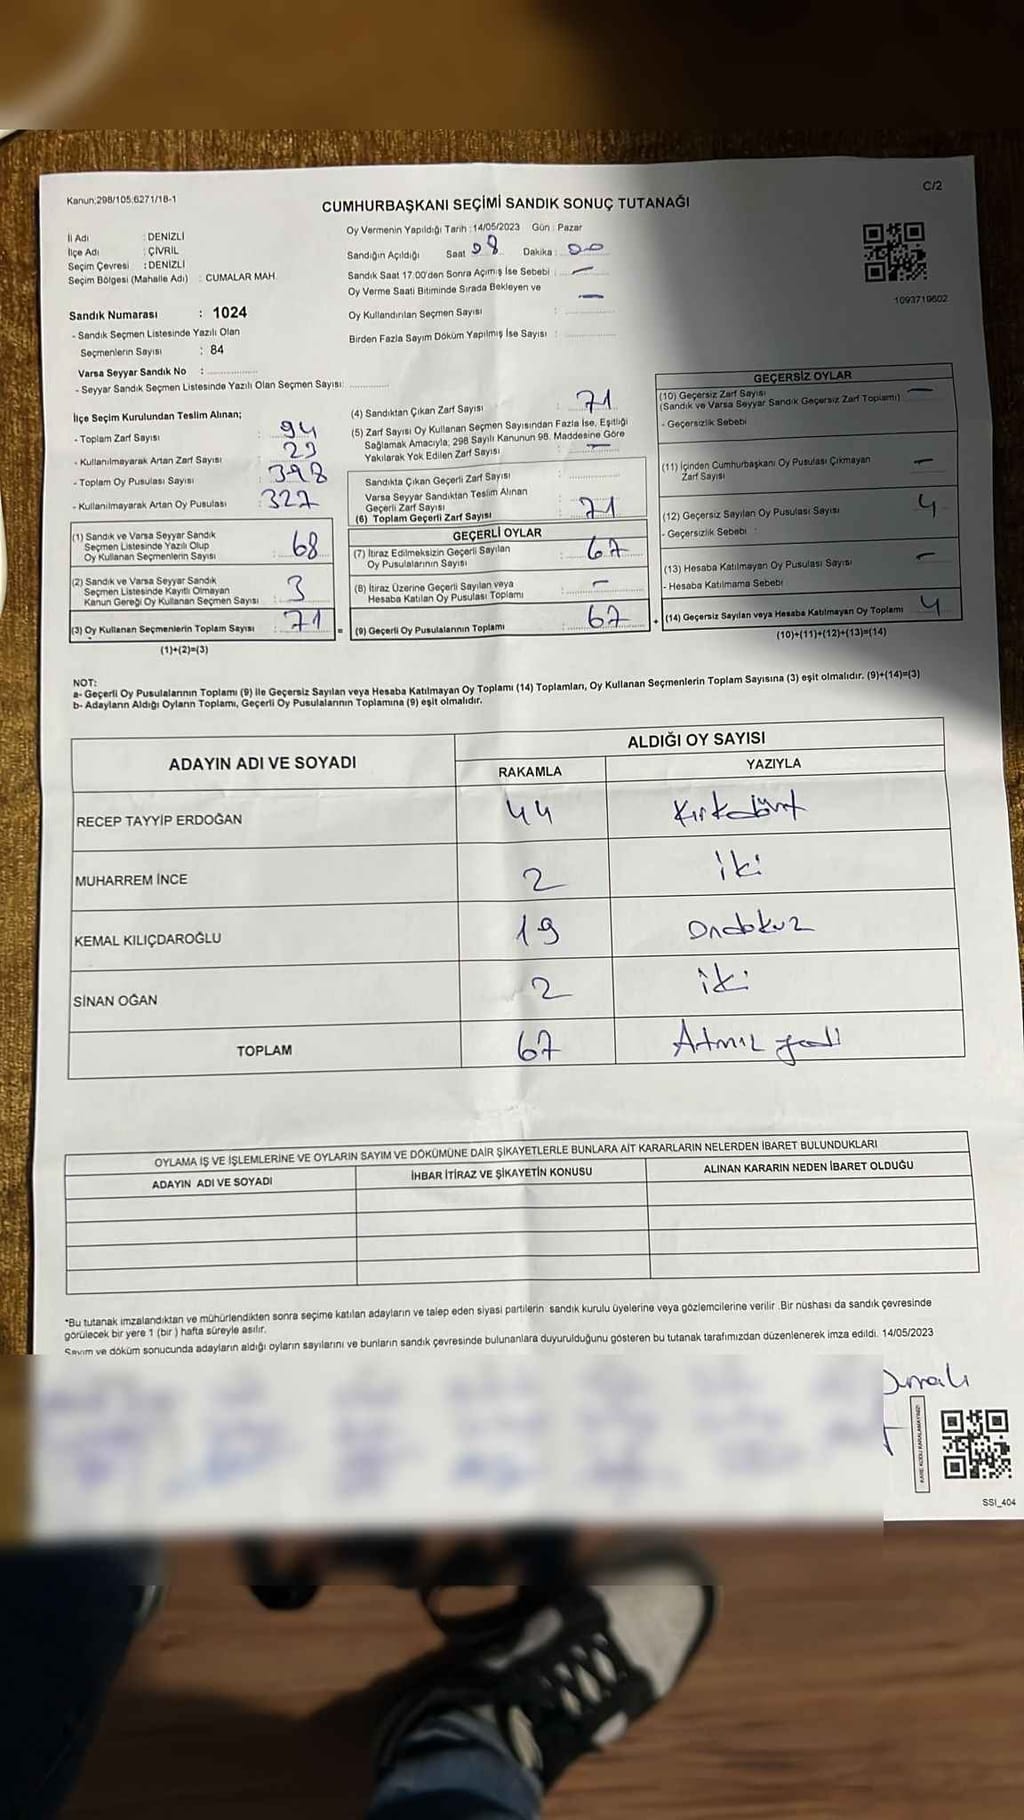 Kanun;298/105;6271/18-1
C/2
CUMHURBAŞKANI SEÇİMİ SANDIK SONUÇ TUTANAĞI
İl Adı : DENİZLİ
İlçe Adı : ÇİVRİL
Seçim Çevresi : DENİZLİ
Seçim Bölgesi (Mahalle Adı) : CUMALAR MAH.
Oy Vermenin Yapıldığı Tarih : 14/05/2023 Gün : Pazar
Sandığın Açıldığı Saat : 08 Dakika : 00
Sandık Saat 17:00'den Sonra Açımış İse Sebebi : —
Oy Verme Saati Bitiminde Sırada Bekleyen ve
Oy Kullandırılan Seçmen Sayısı : —
Birden Fazla Sayım Döküm Yapılmış İse Sayısı :
1093719602
Sandık Numarası : 1024
- Sandık Seçmen Listesinde Yazılı Olan
Seçmenlerin Sayısı : 84
Varsa Seyyar Sandık No :
- Seyyar Sandık Seçmen Listesinde Yazılı Olan Seçmen Sayısı:
İlçe Seçim Kurulundan Teslim Alınan;
- Toplam Zarf Sayısı : 94
- Kullanılmayarak Artan Zarf Sayısı : 23
- Toplam Oy Pusulası Sayısı : 398
- Kullanılmayarak Artan Oy Pusulası : 327
(1) Sandık ve Varsa Seyyar Sandık
Seçmen Listesinde Yazılı Olup
Oy Kullanan Seçmenlerin Sayısı : 68
(2) Sandık ve Varsa Seyyar Sandık
Seçmen Listesinde Kayıtlı Olmayan
Kanun Gereği Oy Kullanan Seçmen Sayısı : 3
(3) Oy Kullanan Seçmenlerin Toplam Sayısı : 71
(1)+(2)=(3)
(4) Sandıktan Çıkan Zarf Sayısı : 71
(5) Zarf Sayısı Oy Kullanan Seçmen Sayısından Fazla İse, Eşitliği
Sağlamak Amacıyla; 298 Sayılı Kanunun 98. Maddesine Göre
Yakılarak Yok Edilen Zarf Sayısı : —
Sandıkta Çıkan Geçerli Zarf Sayısı :
Varsa Seyyar Sandıktan Teslim Alınan
Geçerli Zarf Sayısı :
(6) Toplam Geçerli Zarf Sayısı : 71
GEÇERLİ OYLAR
(7) İtiraz Edilmeksizin Geçerli Sayılan
Oy Pusulalarının Sayısı : 67
(8) İtiraz Üzerine Geçerli Sayılan veya
Hesaba Katılan Oy Pusulası Toplamı : —
= (9) Geçerli Oy Pusulalarının Toplamı : 67
GEÇERSİZ OYLAR
(10) Geçersiz Zarf Sayısı —
(Sandık ve Varsa Seyyar Sandık Geçersiz Zarf Toplamı)
- Geçersizlik Sebebi
(11) İçinden Cumhurbaşkanı Oy Pusulası Çıkmayan
Zarf Sayısı —
(12) Geçersiz Sayılan Oy Pusulası Sayısı 4
- Geçersizlik Sebebi :
(13) Hesaba Katılmayan Oy Pusulası Sayısı —
- Hesaba Katılmama Sebebi
+ (14) Geçersiz Sayılan veya Hesaba Katılmayan Oy Toplamı 4
(10)+(11)+(12)+(13)=(14)
NOT:
a- Geçerli Oy Pusulalarının Toplamı (9) ile Geçersiz Sayılan veya Hesaba Katılmayan Oy Toplamı (14) Toplamları, Oy Kullanan Seçmenlerin Toplam Sayısına (3) eşit olmalıdır. (9)+(14)=(3)
b- Adayların Aldığı Oyların Toplamı, Geçerli Oy Pusulalarının Toplamına (9) eşit olmalıdır.
ADAYIN ADI VE SOYADI ALDIĞI OY SAYISI
RAKAMLA YAZIYLA
RECEP TAYYİP ERDOĞAN 44 Kırkdört
MUHARREM İNCE 2 iki
KEMAL KILIÇDAROĞLU 19 Ondokuz
SİNAN OĞAN 2 iki
TOPLAM 67 Atmız yedi
OYLAMA İŞ VE İŞLEMLERİNE VE OYLARIN SAYIM VE DÖKÜMÜNE DAİR ŞİKAYETLERLE BUNLARA AİT KARARLARIN NELERDEN İBARET BULUNDUKLARI
ADAYIN ADI VE SOYADI İHBAR İTİRAZ VE ŞİKAYETİN KONUSU ALINAN KARARIN NEDEN İBARET OLDUĞU
*Bu tutanak imzalandıktan ve mühürlendikten sonra seçime katılan adayların ve talep eden siyasi partilerin sandık kurulu üyelerine veya gözlemcilerine verilir .Bir nüshası da sandık çevresinde
görülecek bir yere 1 (bir ) hafta süreyle asılır.
Sayım ve döküm sonucunda adayların aldığı oyların sayılarını ve bunların sandık çevresinde bulunanlara duyurulduğunu gösteren bu tutanak tarafımızdan düzenlenerek imza edildi. 14/05/2023
KARE KODU KARALAMAYINIZ!
SSI_404